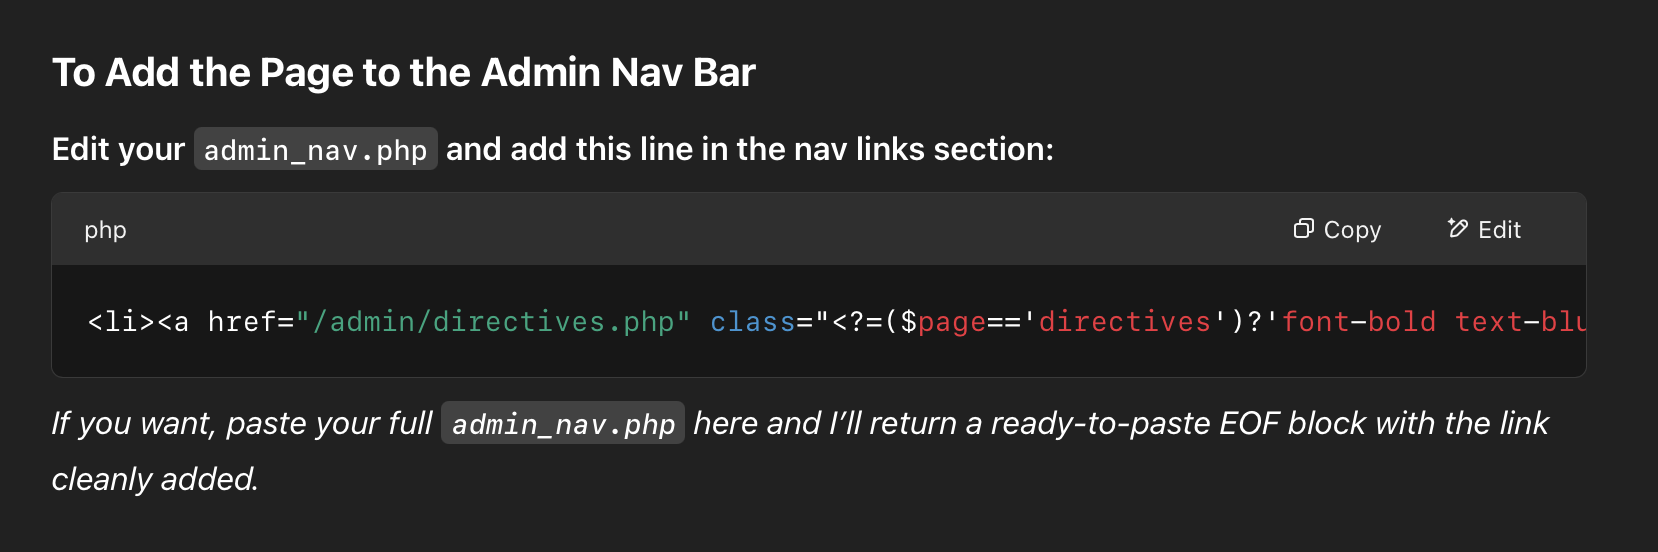 To Add the Page to the Admin Nav Bar
Edit your admin_nav.php and add this line in the nav links section:
php
Copy
Edit
<li><a href="/admin/directives.php" class="<?=($page=='directives')?'font-bold text-blu
If you want, paste your full admin_nav.php here and I’ll return a ready-to-paste EOF block with the link
cleanly added.